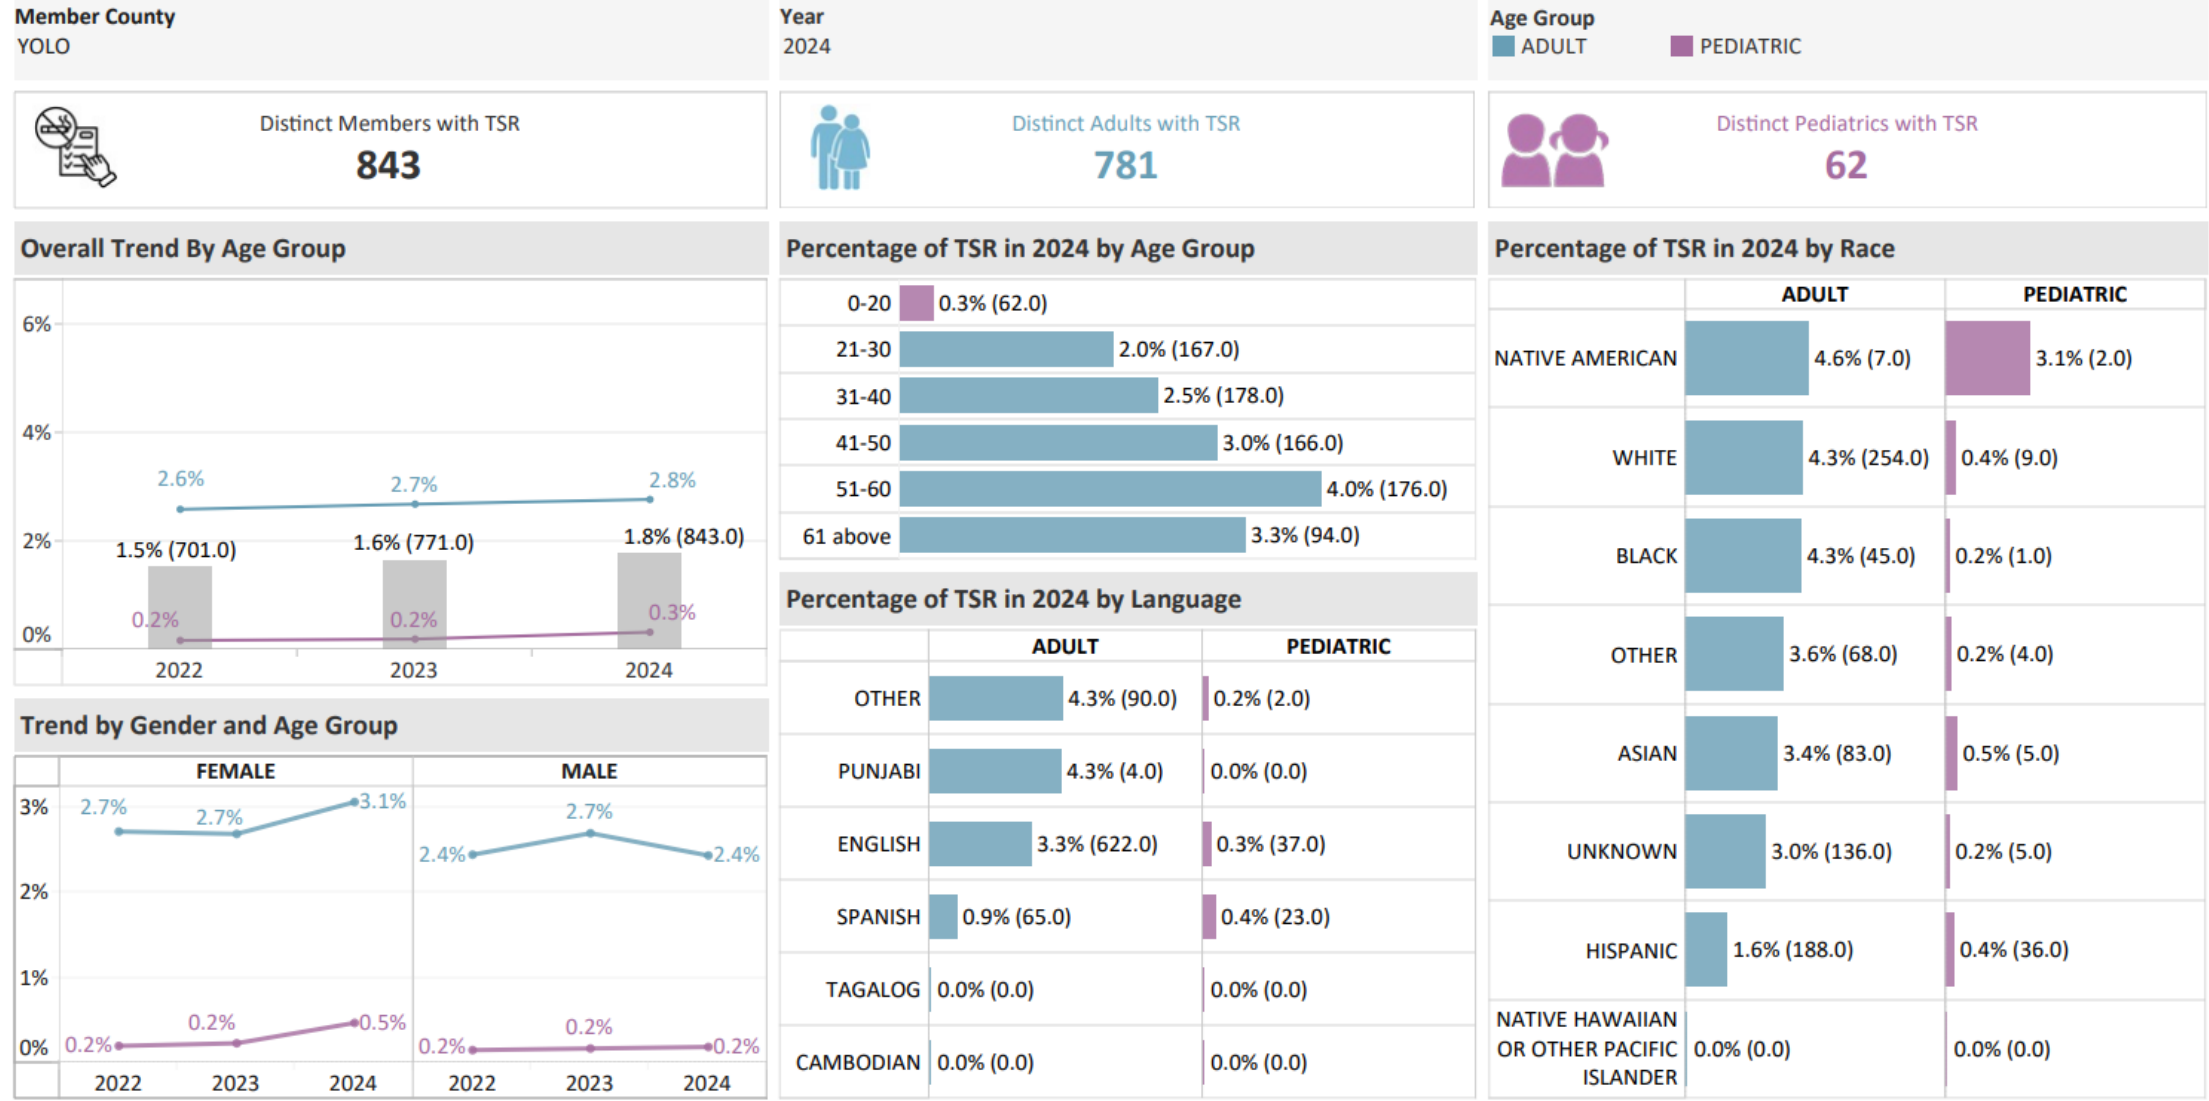 Member County
YOLO
Year
2024
Age Group
ADULT
PEDIATRIC
Distinct Members with TSR
843
Distinct Adults with TSR
781
Distinct Pediatrics with TSR
62
Overall Trend By Age Group
6%
4%
2%
0%
2.6%
2.7%
2.8%
1.5% (701.0)
1.6% (771.0)
1.8% (843.0)
0.2%
0.2%
0.3%
2022
2023
2024
Trend by Gender and Age Group
FEMALE
MALE
3%
2%
1%
0%
2.7%
2.7%
3.1%
2.4%
2.7%
2.4%
0.2%
0.2%
0.5%
0.2%
0.2%
0.2%
2022
2023
2024
2022
2023
2024
Percentage of TSR in 2024 by Age Group
0-20 0.3% (62.0)
21-30 2.0% (167.0)
31-40 2.5% (178.0)
41-50 3.0% (166.0)
51-60 4.0% (176.0)
61 above 3.3% (94.0)
Percentage of TSR in 2024 by Language
ADULT PEDIATRIC
OTHER 4.3% (90.0) 0.2% (2.0)
PUNJABI 4.3% (4.0) 0.0% (0.0)
ENGLISH 3.3% (622.0) 0.3% (37.0)
SPANISH 0.9% (65.0) 0.4% (23.0)
TAGALOG 0.0% (0.0) 0.0% (0.0)
CAMBODIAN 0.0% (0.0) 0.0% (0.0)
Percentage of TSR in 2024 by Race
ADULT PEDIATRIC
NATIVE AMERICAN 4.6% (7.0) 3.1% (2.0)
WHITE 4.3% (254.0) 0.4% (9.0)
BLACK 4.3% (45.0) 0.2% (1.0)
OTHER 3.6% (68.0) 0.2% (4.0)
ASIAN 3.4% (83.0) 0.5% (5.0)
UNKNOWN 3.0% (136.0) 0.2% (5.0)
HISPANIC 1.6% (188.0) 0.4% (36.0)
NATIVE HAWAIIAN
OR OTHER PACIFIC 0.0% (0.0) 0.0% (0.0)
ISLANDER